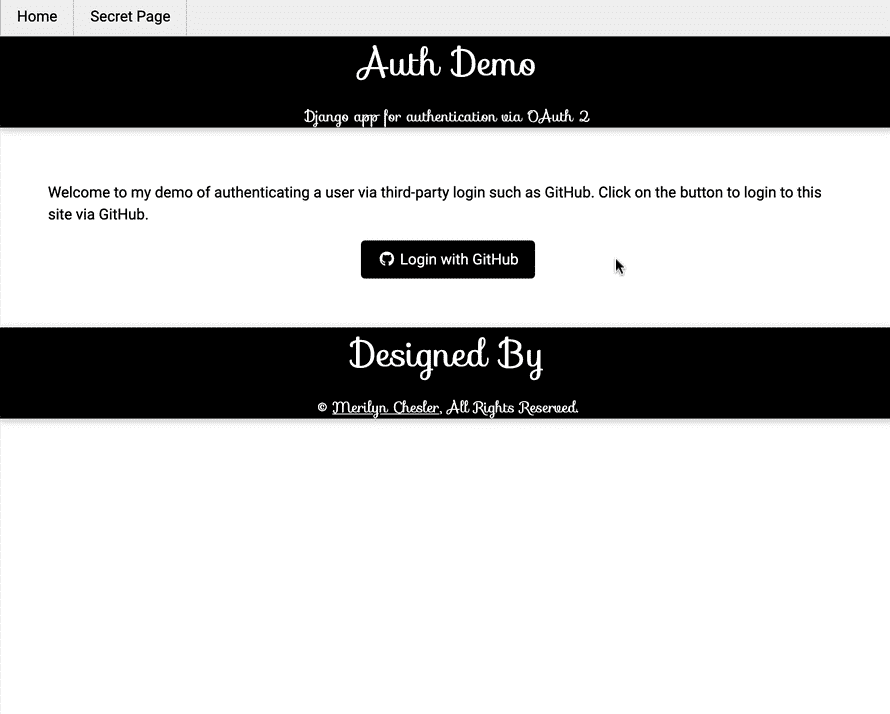 Home Secret Page
Auth Demo
Django app for authentication via OAuth 2
Welcome to my demo of authenticating a user via third-party login such as GitHub. Click on the button to login to this
site via GitHub.
Login with GitHub
Designed By
© Merilyn Chesler, All Rights Reserved.